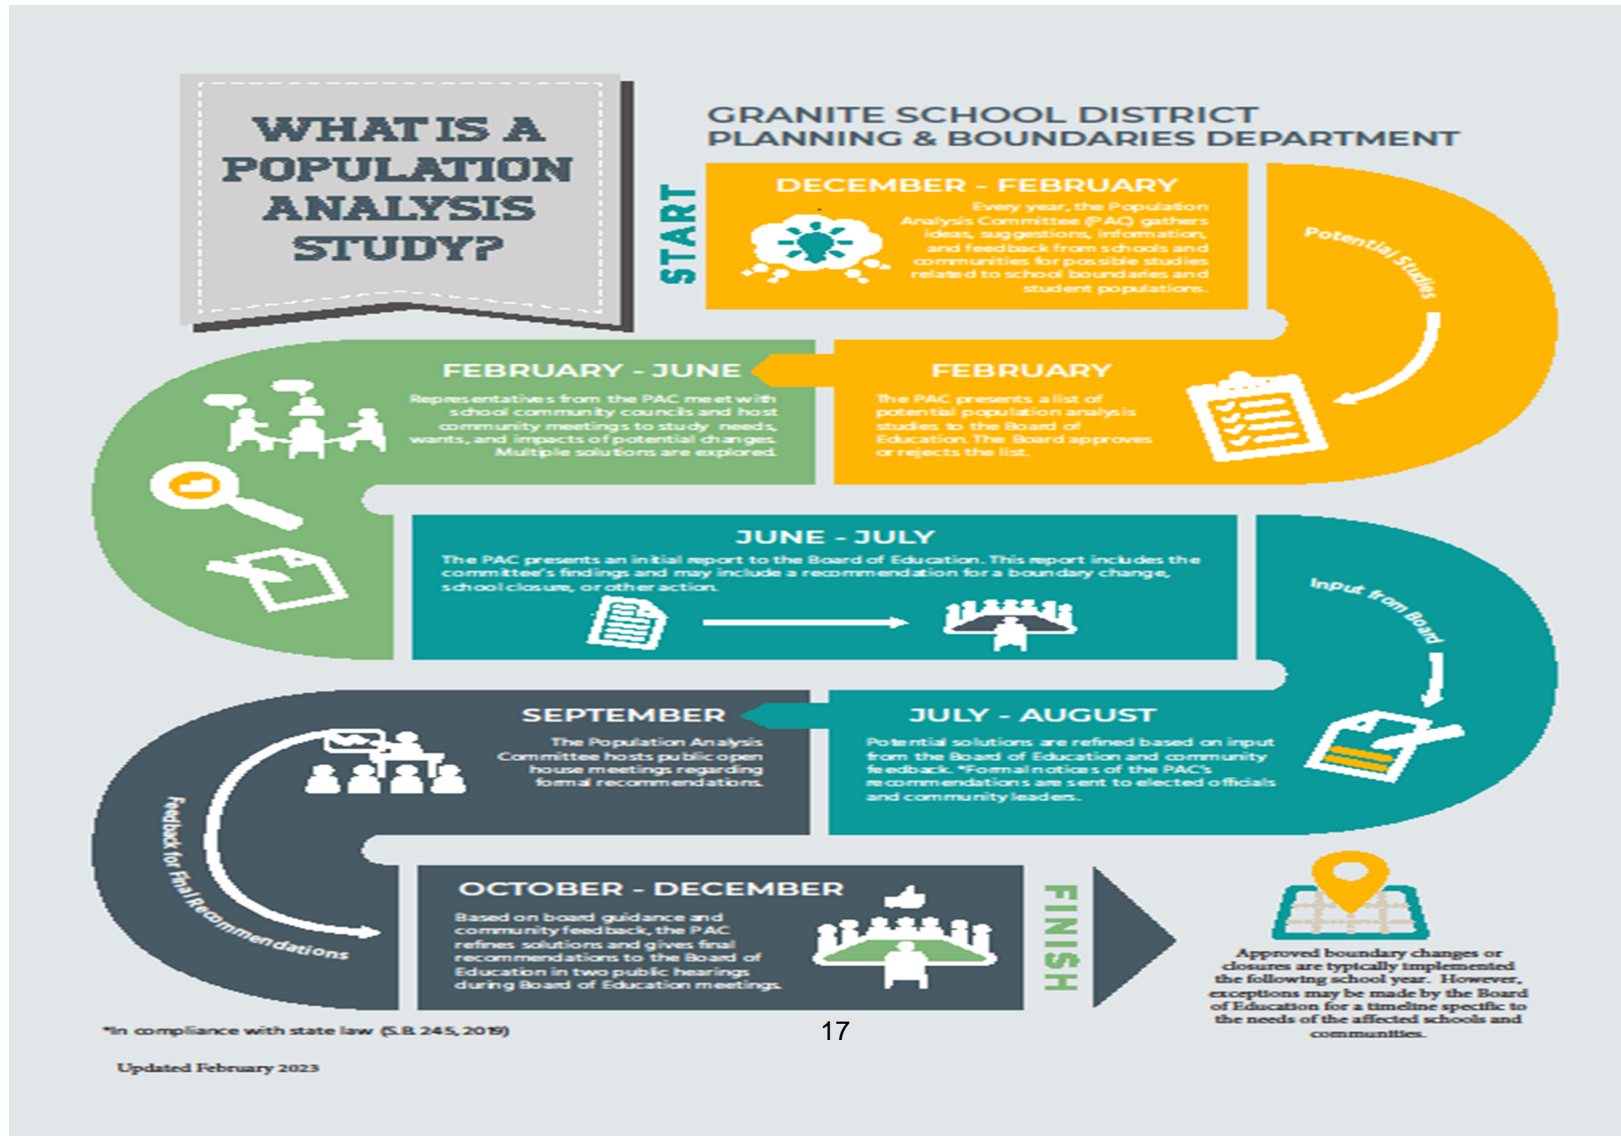 WHAT IS A
POPULATION
ANALYSIS
STUDY?
GRANITE SCHOOL DISTRICT
PLANNING & BOUNDARIES DEPARTMENT
START
DECEMBER - FEBRUARY
Every year, the Population
Analysis Committee (PAC) gathers
ideas, suggestions, information,
and feedback from schools and
communities for possible studies
related to school boundaries and
student populations.
Potential Studies
FEBRUARY
The PAC presents a list of
potential population analysis
studies to the Board of
Education. The Board approves
or rejects the list.
FEBRUARY - JUNE
Representatives from the PAC meet with
school community councils and host
community meetings to study needs,
wants, and impacts of potential changes.
Multiple solutions are explored.
JUNE - JULY
The PAC presents an initial report to the Board of Education. This report includes the
committee's findings and may include a recommendation for a boundary change,
school closure, or other action.
Input from Board
JULY - AUGUST
Potential solutions are refined based on input
from the Board of Education and community
feedback. *Formal notices of the PAC's
recommendations are sent to elected officials
and community leaders.
SEPTEMBER
The Population Analysis
Committee hosts public open
house meetings regarding
formal recommendations.
Feedback for Final Recommendations
OCTOBER - DECEMBER
Based on board guidance and
community feedback, the PAC
refines solutions and gives final
recommendations to the Board of
Education in two public hearings
during Board of Education meetings.
FINISH
Approved boundary changes or
closures are typically implemented
the following school year. However,
exceptions may be made by the Board
of Education for a timeline specific to
the needs of the affected schools and
communities.
*In compliance with state law (S.B. 245, 2019)
17
Updated February 2023